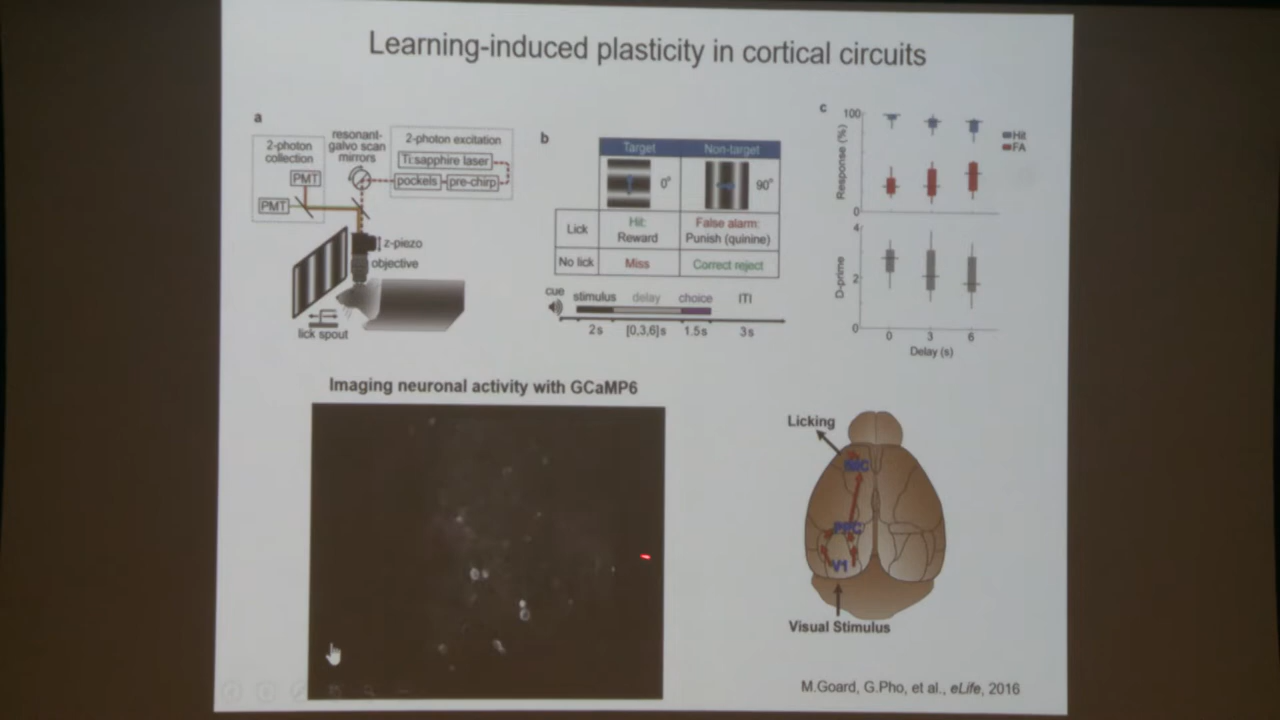 Learning-induced plasticity in cortical circuits
a
2-photon
collection
PMT
PMT
resonant-
galvo scan
mirrors
2-photon excitation
Ti:sapphire laser
pockels
pre-chirp
z-piezo
objective
lick spout
b
Target
Non-target
0°
90°
Lick
Hit:
Reward
False alarm:
Punish (quinine)
No lick
Miss
Correct reject
cue
stimulus
delay
choice
ITI
2s
[0,3,6]s
1.5s
3s
c
100
Response (%)
0
Hit
FA
4
D-prime
2
0
0
3
6
Delay (s)
Imaging neuronal activity with GCaMP6
Licking
PPC
V1
Visual Stimulus
M.Goard, G.Pho, et al., eLife, 2016